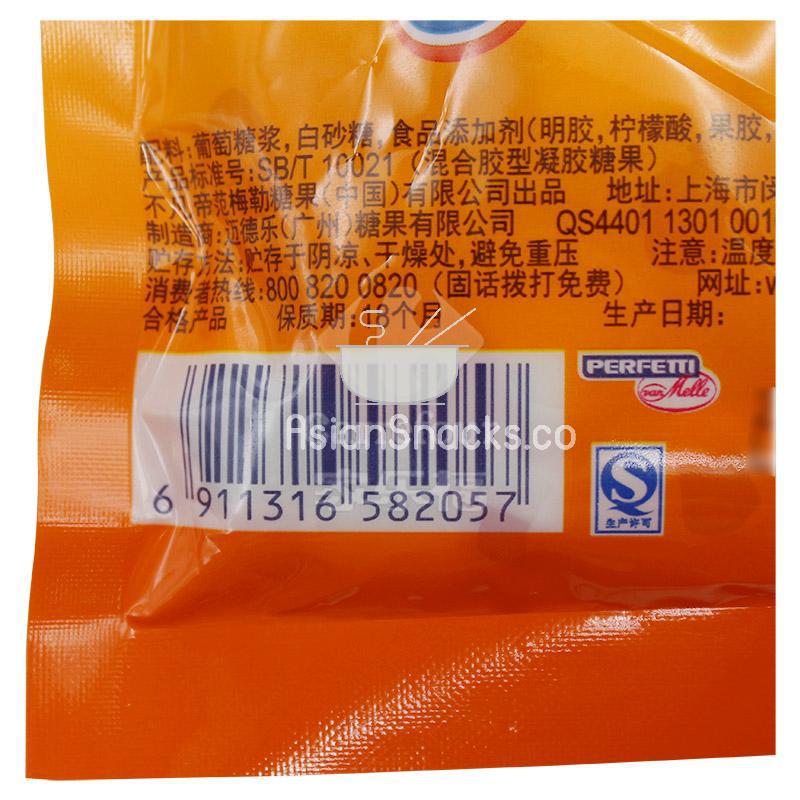 配料:葡萄糖浆,白砂糖,食品添加剂(明胶,柠檬酸,果胶,
产品标准号:SB/T 10021 (混合胶型凝胶糖果)
不凡帝范梅勒糖果(中国)有限公司出品 地址:上海市闵
制造商:迈德乐(广州)糖果有限公司 QS4401 1301 001
贮存方法:贮存于阴凉、干燥处,避免重压 注意:温度
消费者热线:800 820 0820 (固话拨打免费) 网址:w
合格产品 保质期:18个月 生产日期:
PERFETTI
van Melle
AsianSnacks.co
6 911316 582057
生产许可